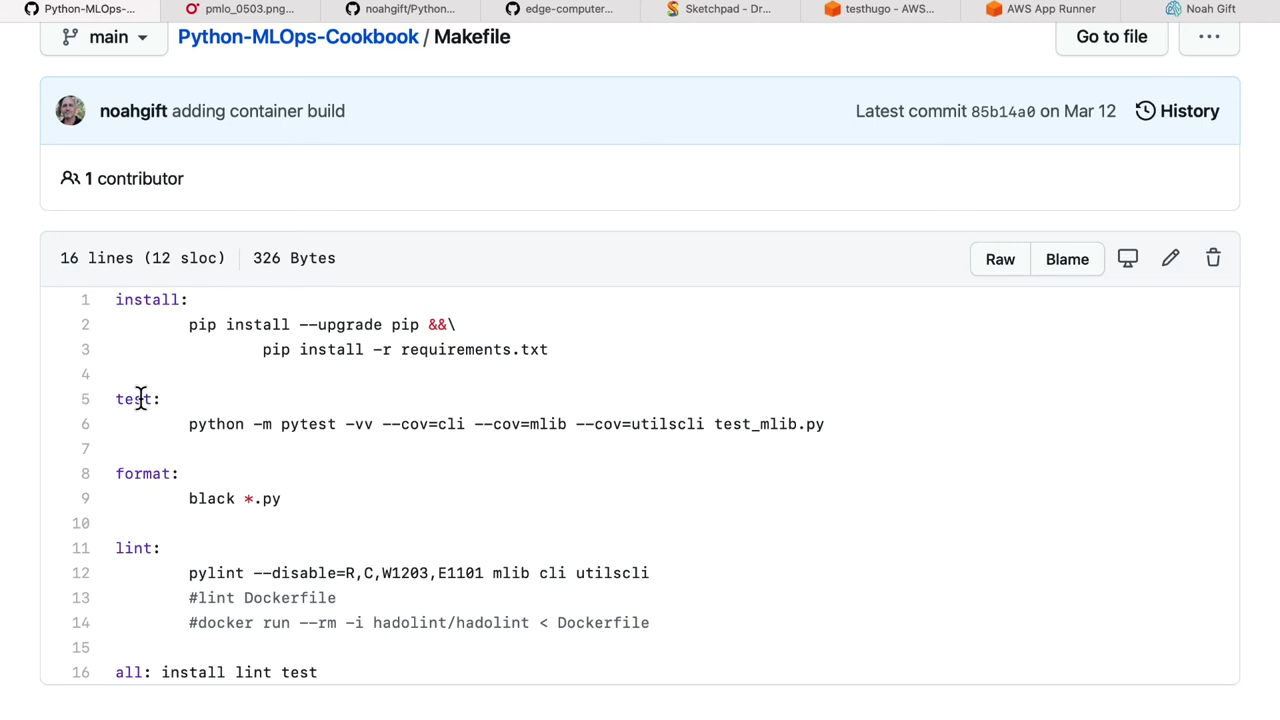 Python-MLOps-...
pmlo_0503.png...
noahgift/Python...
edge-computer...
Sketchpad - Dr...
testhugo - AWS...
AWS App Runner
Noah Gift
main
Python-MLOps-Cookbook / Makefile
Go to file
...
noahgift adding container build
Latest commit 85b14a0 on Mar 12
History
1 contributor
16 lines (12 sloc)
326 Bytes
Raw
Blame
1 install:
2 pip install --upgrade pip &&\
3 pip install -r requirements.txt
4
5 test:
6 python -m pytest -vv --cov=cli --cov=mlib --cov=utilscli test_mlib.py
7
8 format:
9 black *.py
10
11 lint:
12 pylint --disable=R,C,W1203,E1101 mlib cli utilscli
13 #lint Dockerfile
14 #docker run --rm -i hadolint/hadolint < Dockerfile
15
16 all: install lint test